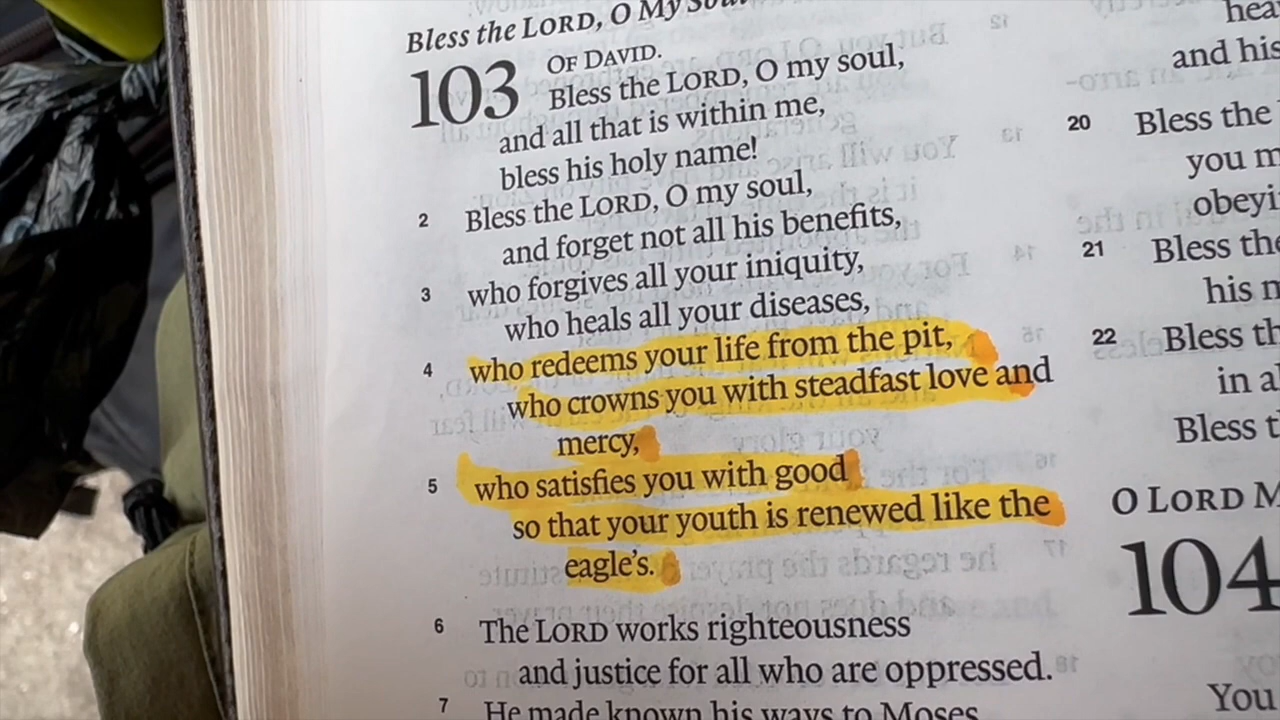 Bless the LORD, O My Soul
103 OF DAVID.
Bless the LORD, O my soul,
and all that is within me,
bless his holy name!
2 Bless the LORD, O my soul,
and forget not all his benefits,
3 who forgives all your iniquity,
who heals all your diseases,
4 who redeems your life from the pit,
who crowns you with steadfast love and
mercy,
5 who satisfies you with good
so that your youth is renewed like the
eagle's.
6 The LORD works righteousness
and justice for all who are oppressed.
7 He made known his ways to Moses
hea
and his
20 Bless the
you m
obeyi
21 Bless the
his m
22 Bless th
in al
Bless t
O LORD M
104
You